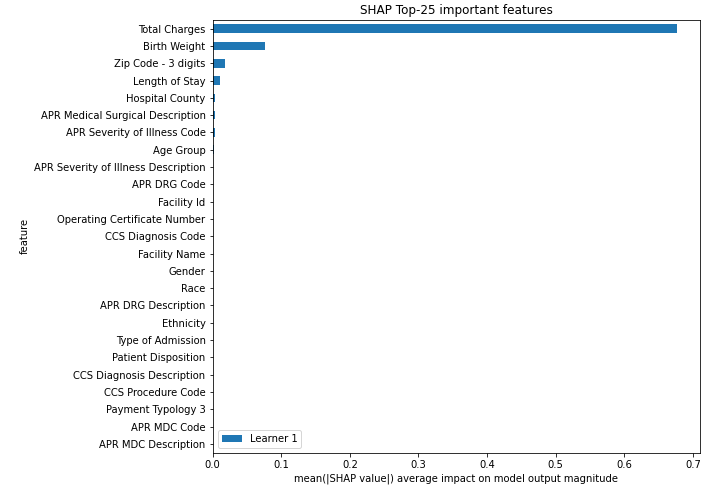 SHAP Top-25 important features
Total Charges
Birth Weight
Zip Code - 3 digits
Length of Stay
Hospital County
APR Medical Surgical Description
APR Severity of Illness Code
Age Group
APR Severity of Illness Description
APR DRG Code
Facility Id
Operating Certificate Number
CCS Diagnosis Code
Facility Name
Gender
Race
APR DRG Description
Ethnicity
Type of Admission
Patient Disposition
CCS Diagnosis Description
CCS Procedure Code
Payment Typology 3
APR MDC Code
APR MDC Description
feature
Learner 1
0.0 0.1 0.2 0.3 0.4 0.5 0.6 0.7
mean(|SHAP value|) average impact on model output magnitude